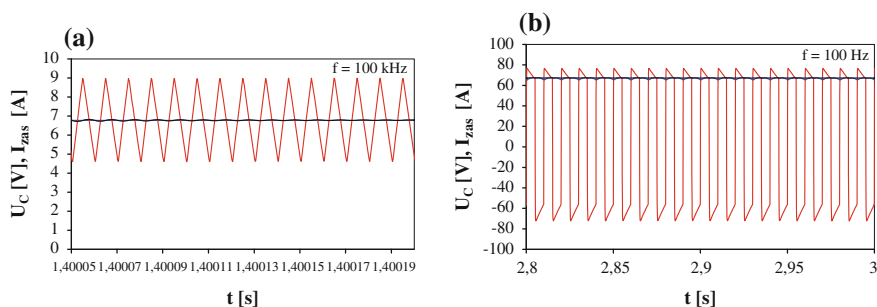 (a)
f = 100 kHz
U_C [V], I_zas [A]
10
9
8
7
6
5
4
3
2
1
0
1,40005 1,40007 1,40009 1,40011 1,40013 1,40015 1,40017 1,40019
t [s]
(b)
f = 100 Hz
U_C [V], I_zas [A]
100
80
60
40
20
0
-20
-40
-60
-80
-100
2,8 2,85 2,9 2,95 3
t [s]